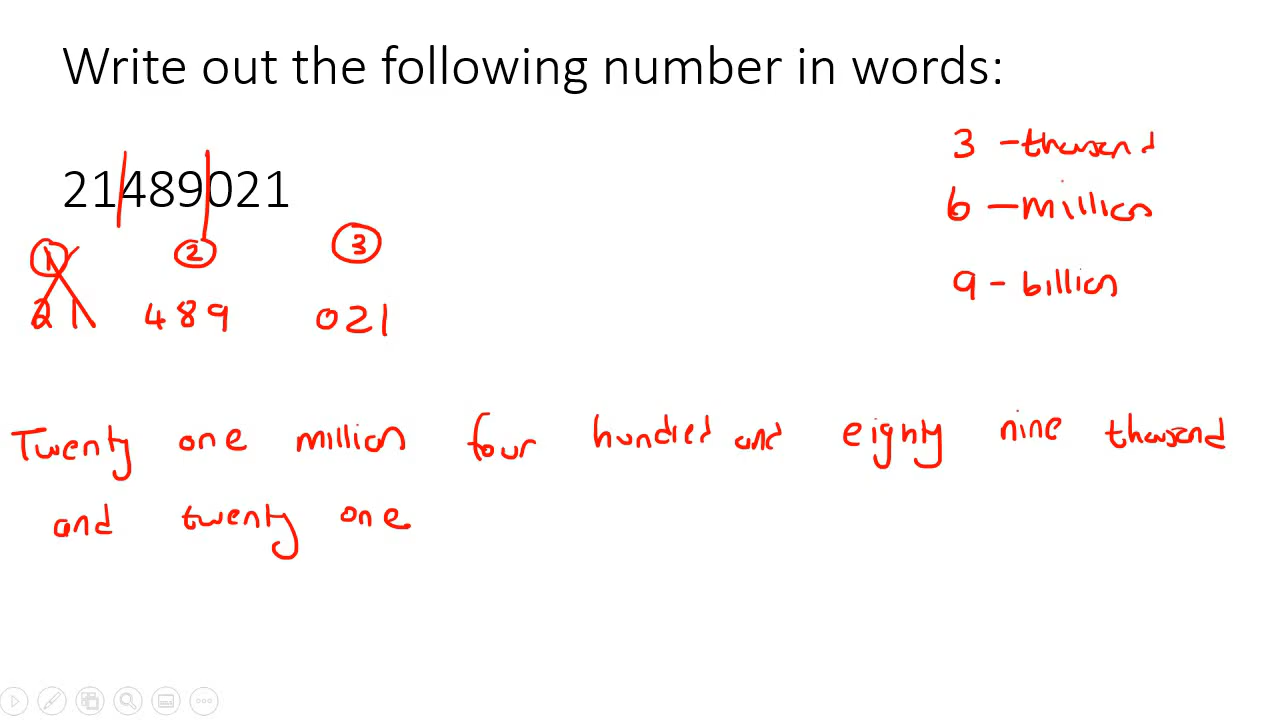 Write out the following number in words:
3 - thousand
21489021
6 - million
1 2 3
9 - billion
21 489 021
Twenty one million four hundred and eighty nine thousand
and twenty one